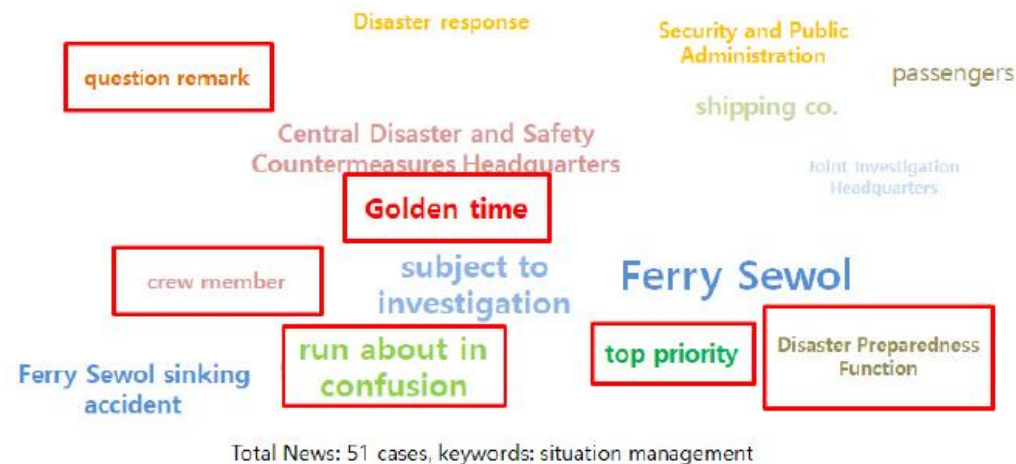 Disaster response
Security and Public
Administration
question remark
passengers
shipping co.
Central Disaster and Safety
Countermeasures Headquarters
Joint Investigation
Headquarters
Golden time
crew member
subject to
investigation
Ferry Sewol
run about in
confusion
top priority
Disaster Preparedness
Function
Ferry Sewol sinking
accident
Total News: 51 cases, keywords: situation management